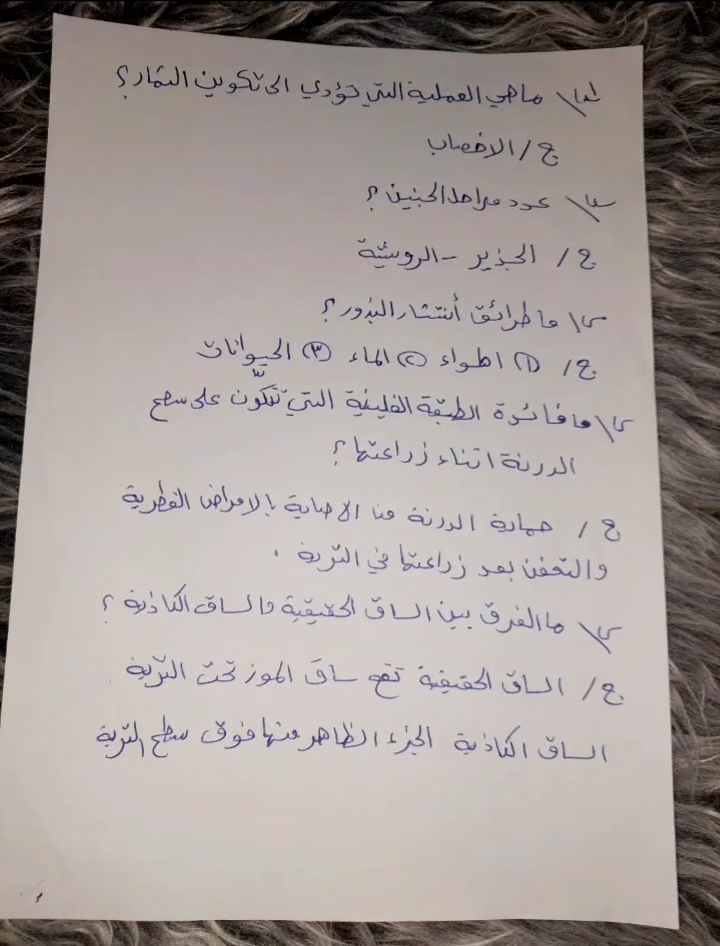 س١\ ماهي العملية التي تؤدي الى تكوين الثمار؟
ج/ الاخصاب
س\ عدد مراحل الجنين؟
ج/ الجذير - الرويشة
س\ ما طرائق أنتشار البذور؟
ج/ ١) الهواء ٢) الماء ٣) الحيوانات
س\ ما فائدة الطبقة الفلينية التي تتكون على سطح
الدرنة اثناء زراعتها؟
ج/ حماية الدرنة من الاصابة بالامراض الفطرية
والتعفن بعد زراعتها في التربة .
س\ ما الفرق بين الساق الحقيقية والساق الكاذبة؟
ج/ الساق الحقيقية تقع ساق الموز تحت التربة
الساق الكاذبة الجزء الظاهر منها فوق سطح التربة